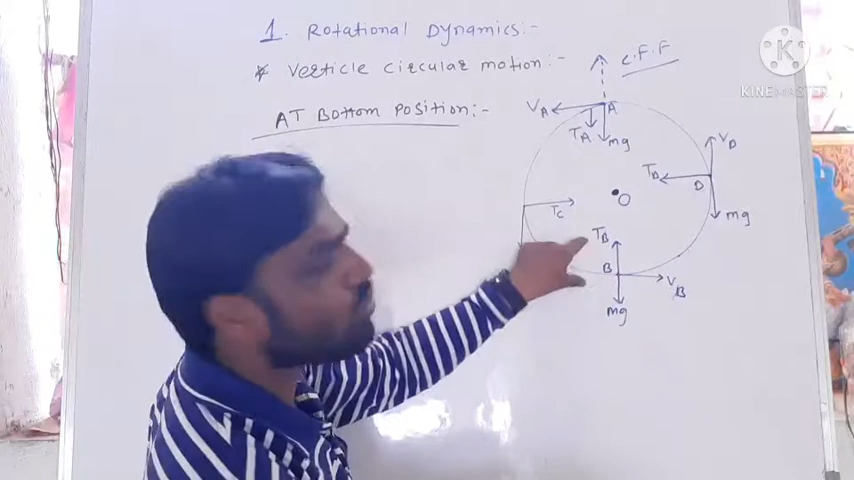 1. ROTATIONAL DYNAMICS:-
* VERTICLE CIRCULAR MOTION:-
C.F.F
AT BOTTOM POSITION:-
K
KINEMASTER
VA
A
TA
mg
VD
TD
D
mg
TC
O
TB
B
VB
mg